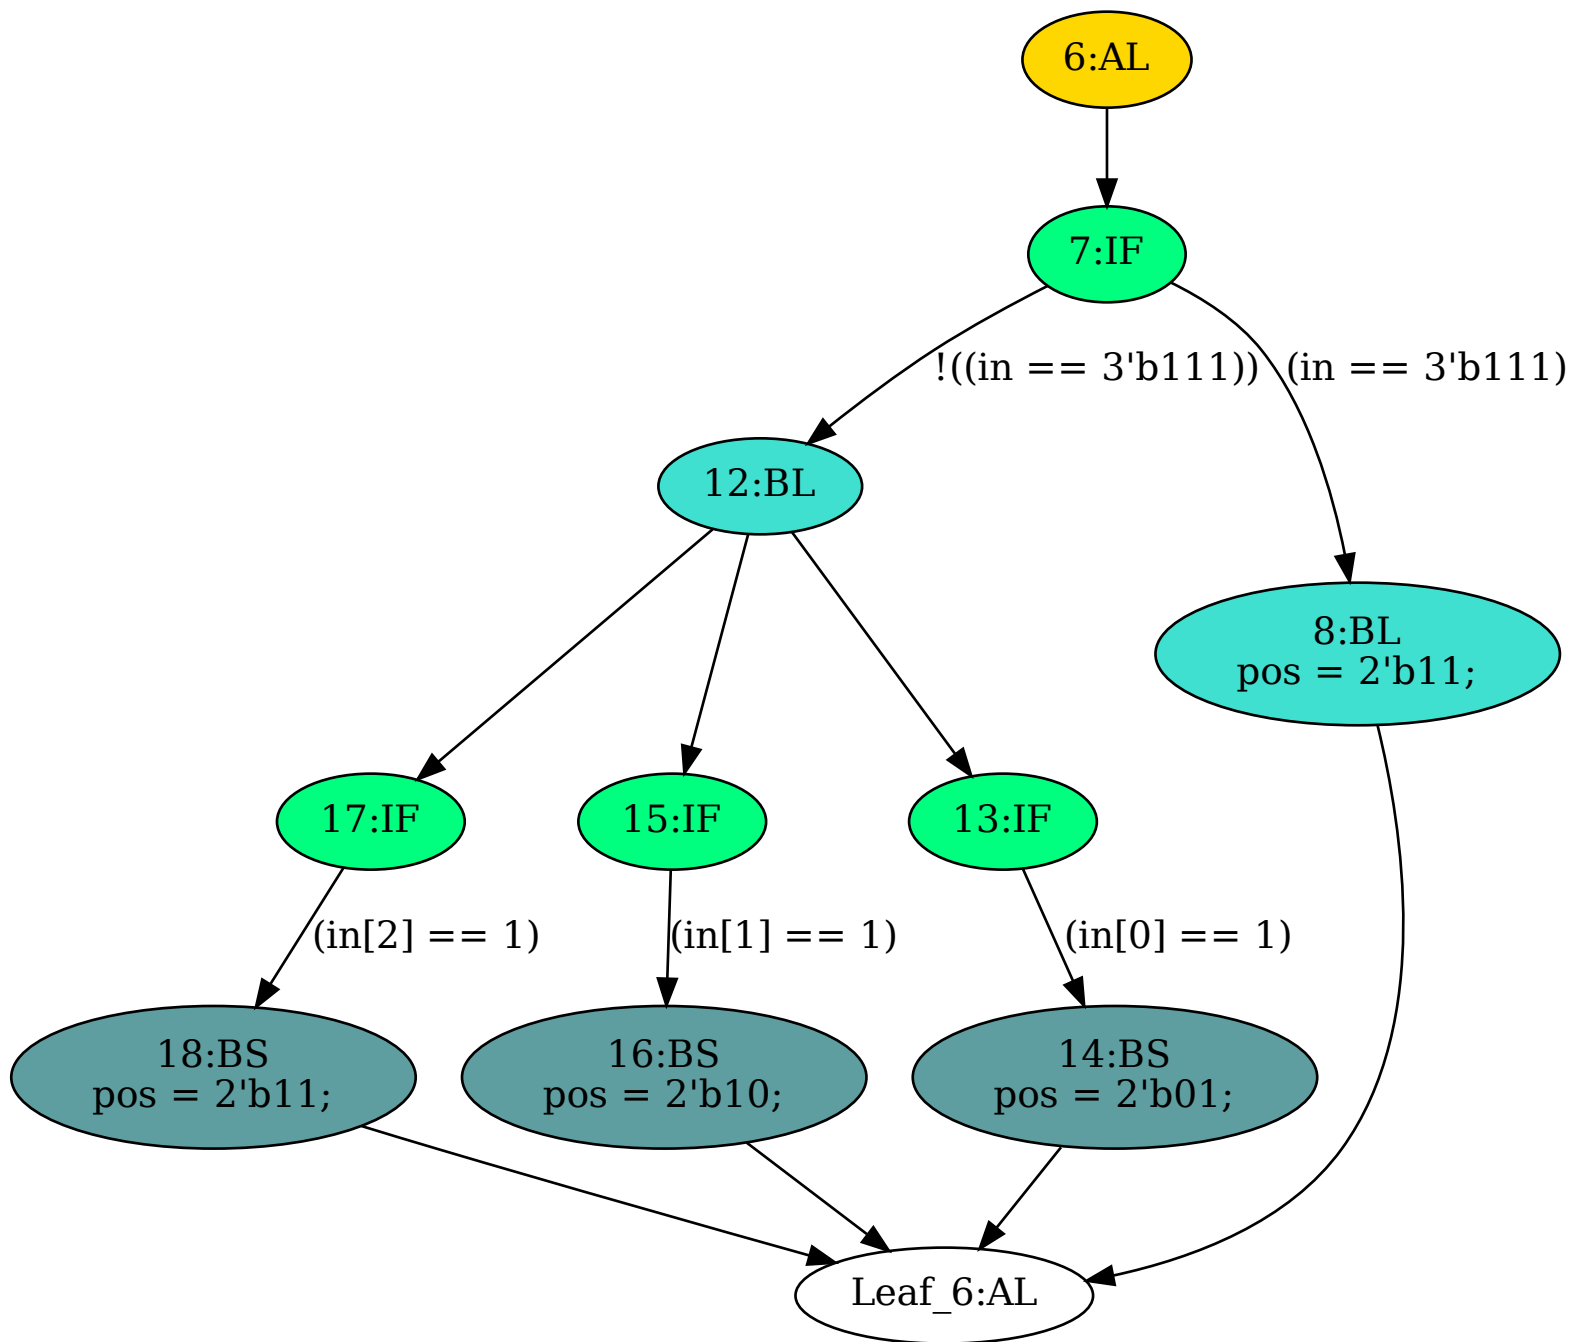 6:AL
7:IF
!((in == 3'b111))
(in == 3'b111)
12:BL
8:BL
pos = 2'b11;
17:IF
15:IF
13:IF
(in[2] == 1)
(in[1] == 1)
(in[0] == 1)
18:BS
pos = 2'b11;
16:BS
pos = 2'b10;
14:BS
pos = 2'b01;
Leaf_6:AL